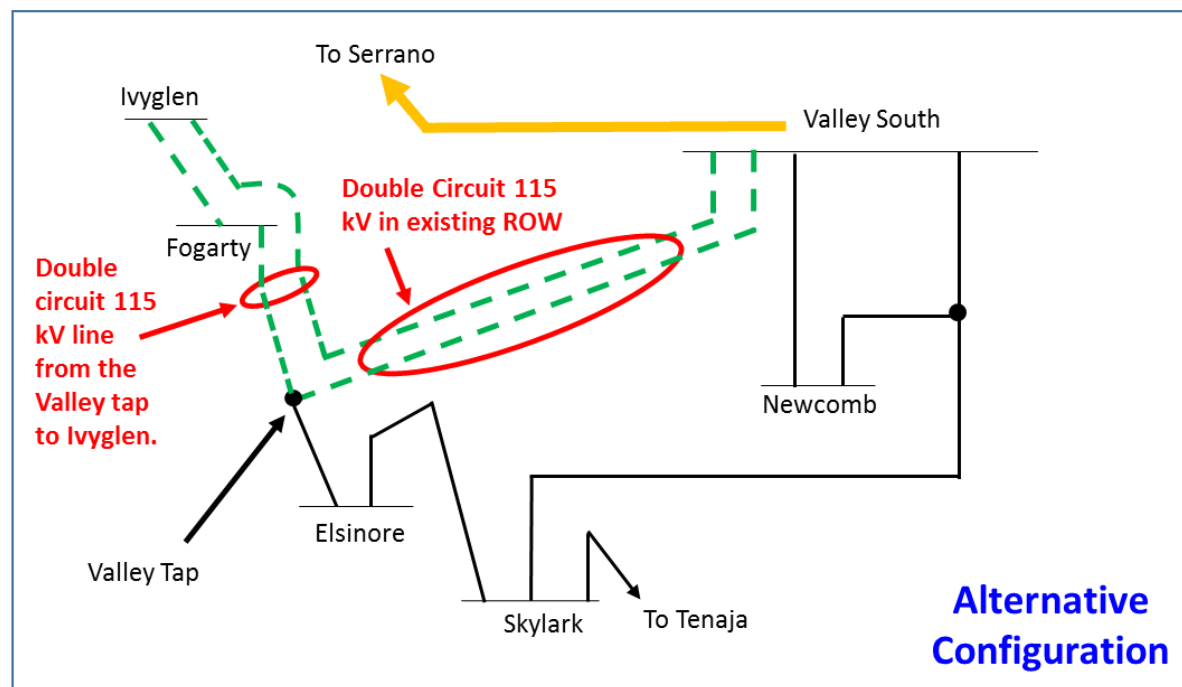 To Serrano
Ivyglen
Valley South
Double Circuit 115
kV in existing ROW
Fogarty
Double
circuit 115
kV line
from the
Valley tap
to Ivyglen.
Newcomb
Elsinore
Valley Tap
Skylark
To Tenaja
Alternative
Configuration